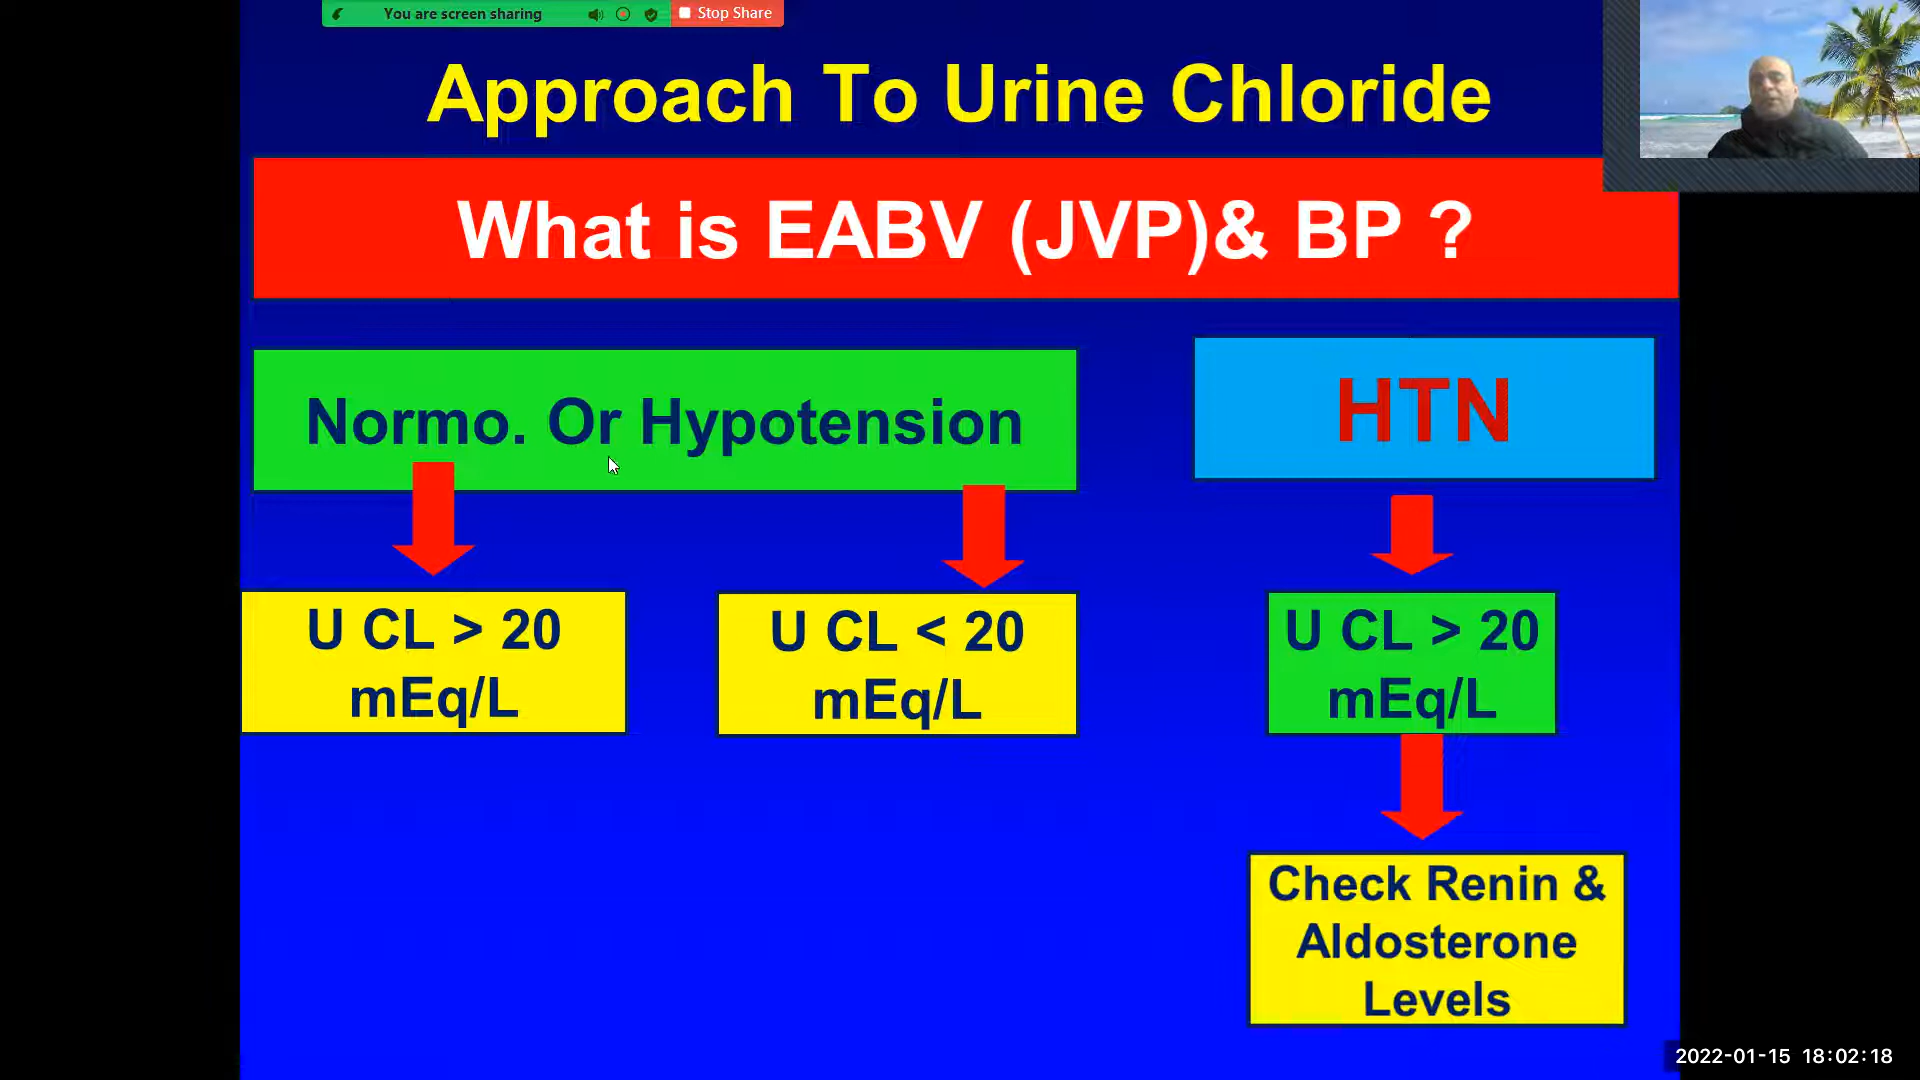 You are screen sharing
Stop Share
Approach To Urine Chloride
What is EABV (JVP)& BP ?
Normo. Or Hypotension
HTN
U CL > 20
mEq/L
U CL < 20
mEq/L
U CL > 20
mEq/L
Check Renin &
Aldosterone
Levels
2022-01-15 18:02:18